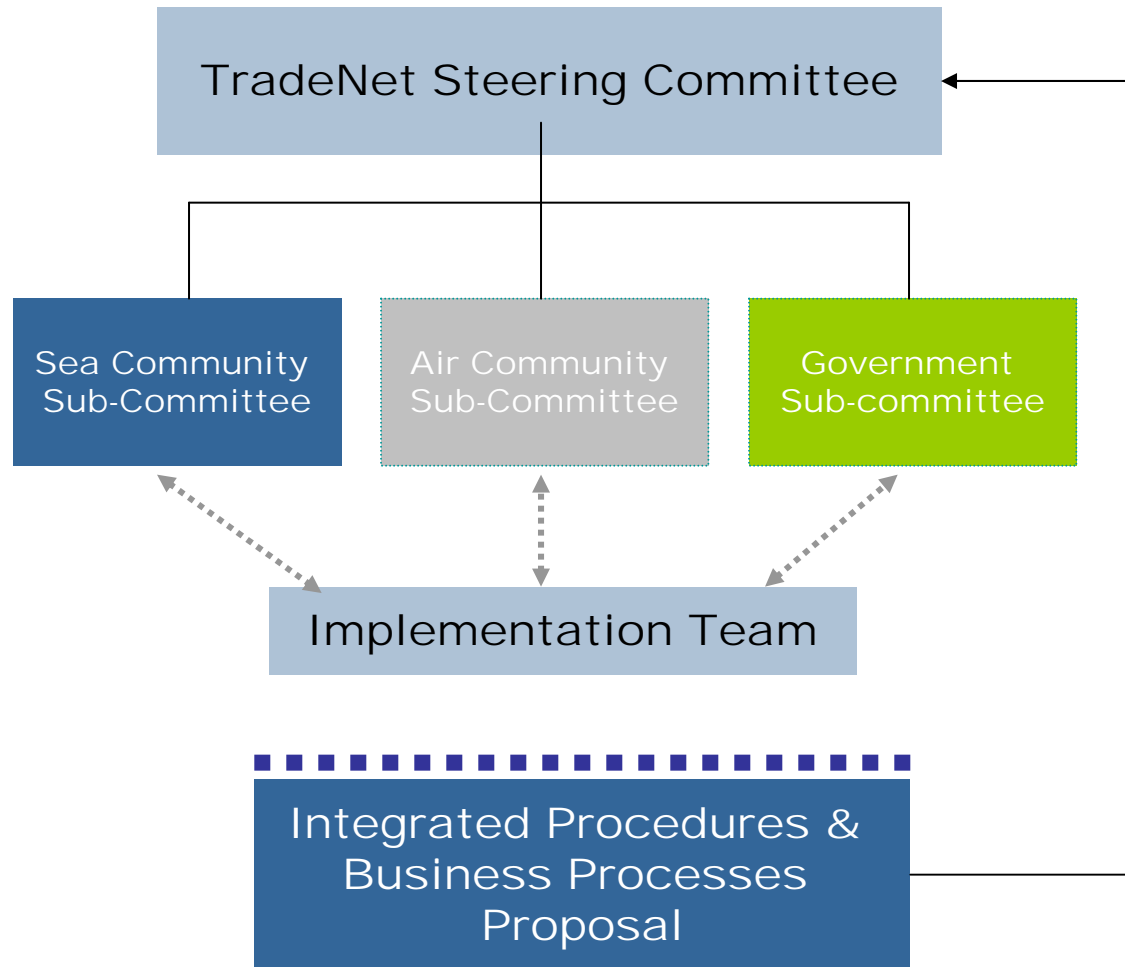 TradeNet Steering Committee
Sea Community
Sub-Committee
Air Community
Sub-Committee
Government
Sub-committee
Implementation Team
Integrated Procedures &
Business Processes
Proposal